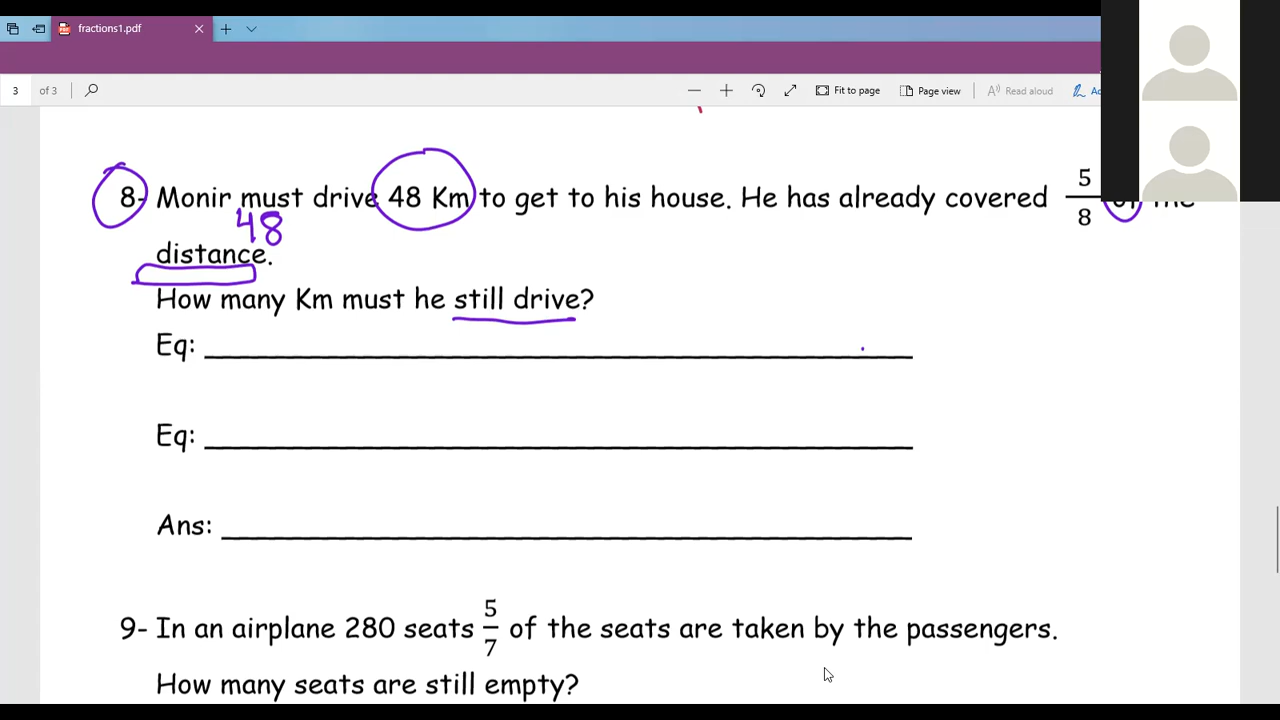 fractions1.pdf
3 of 3
Fit to page
Page view
Read aloud
8- Monir must drive 48 Km to get to his house. He has already covered 5/8 of the
48
distance.
How many Km must he still drive?
Eq:
Eq:
Ans:
9- In an airplane 280 seats 5/7 of the seats are taken by the passengers.
How many seats are still empty?